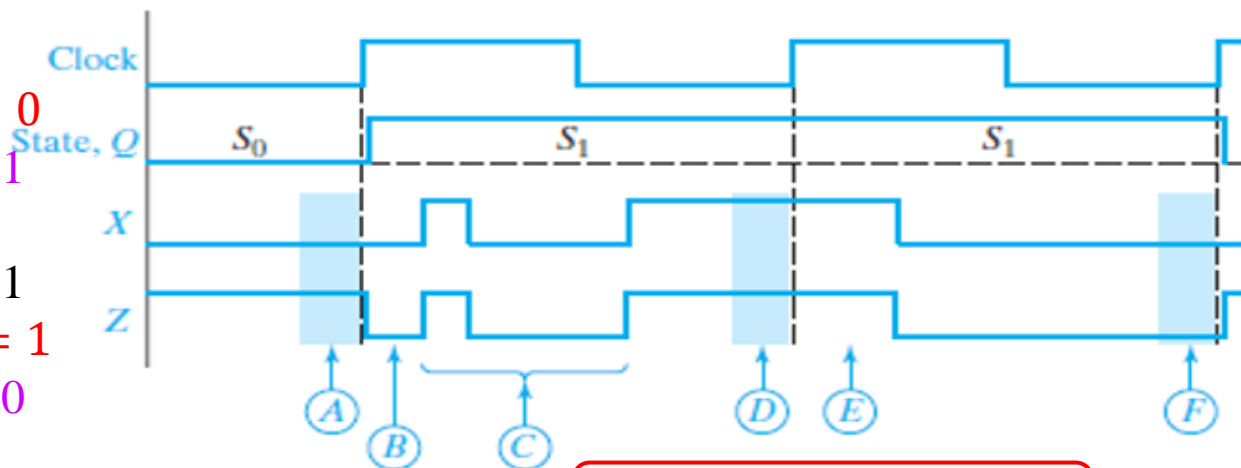 Clock
0
State, Q
S₀
S₁
S₁
1
X
1
Z
= 1
0
A
B
C
D
E
F